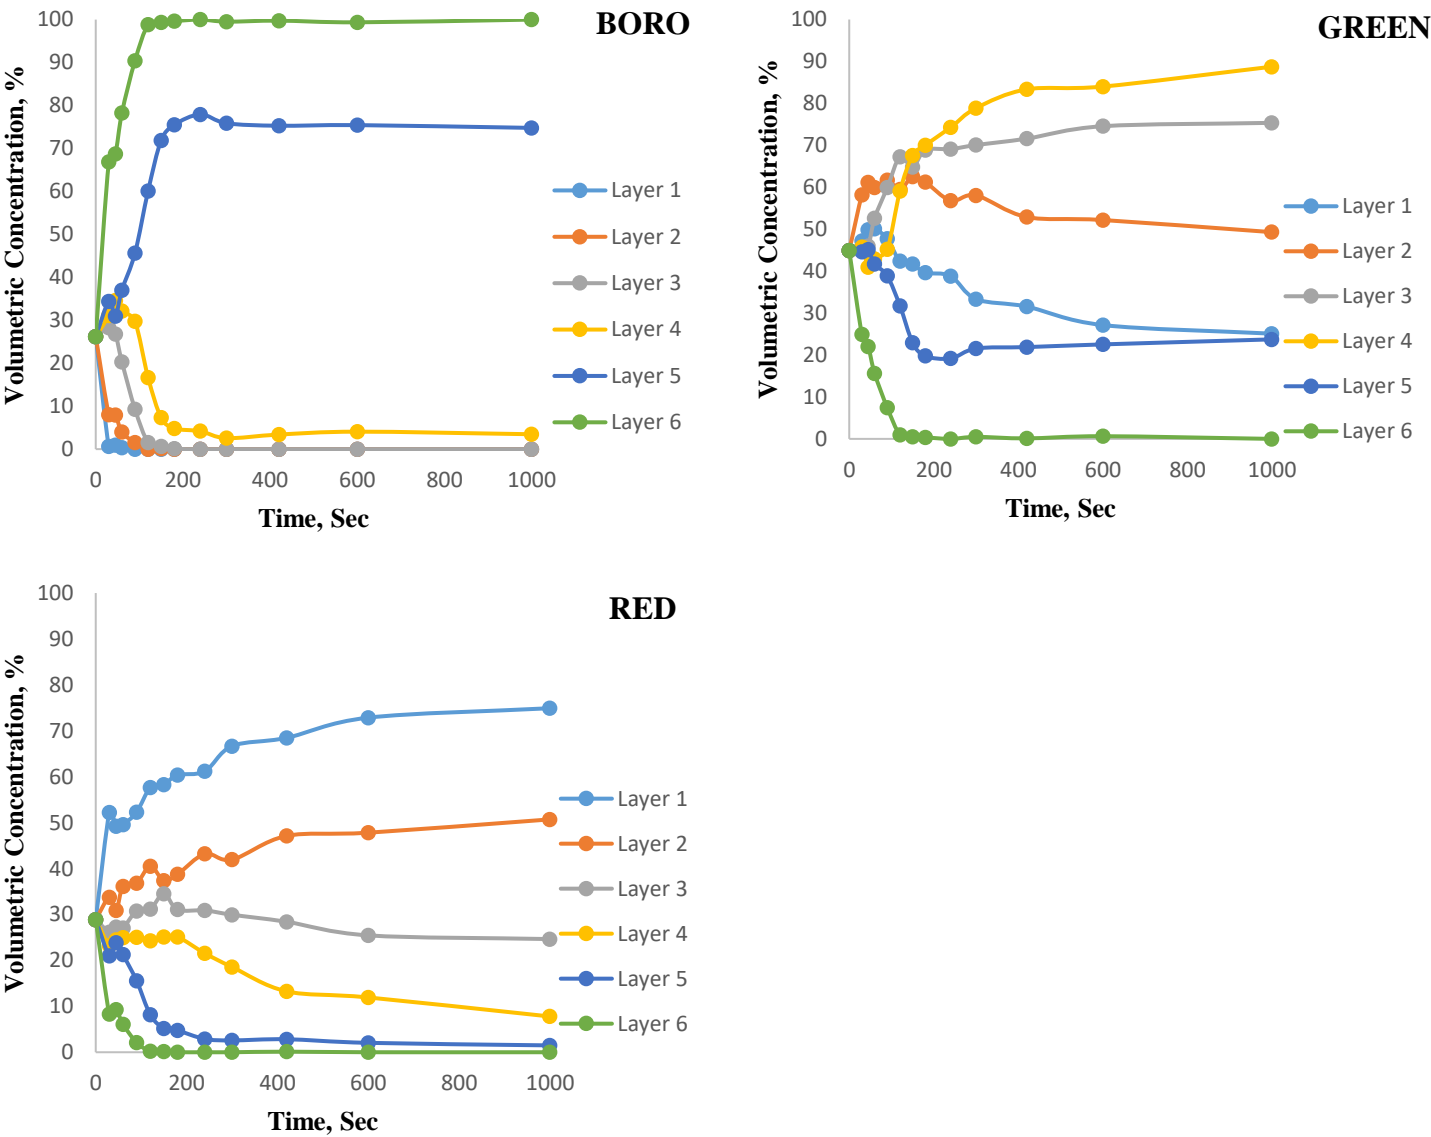 BORO
Volumetric Concentration, %
100
90
80
70
60
50
40
30
20
10
0
0 200 400 600 800 1000
Time, Sec
Layer 1
Layer 2
Layer 3
Layer 4
Layer 5
Layer 6
GREEN
Volumetric Concentration, %
100
90
80
70
60
50
40
30
20
10
0
0 200 400 600 800 1000
Time, Sec
Layer 1
Layer 2
Layer 3
Layer 4
Layer 5
Layer 6
RED
Volumetric Concentration, %
100
90
80
70
60
50
40
30
20
10
0
0 200 400 600 800 1000
Time, Sec
Layer 1
Layer 2
Layer 3
Layer 4
Layer 5
Layer 6